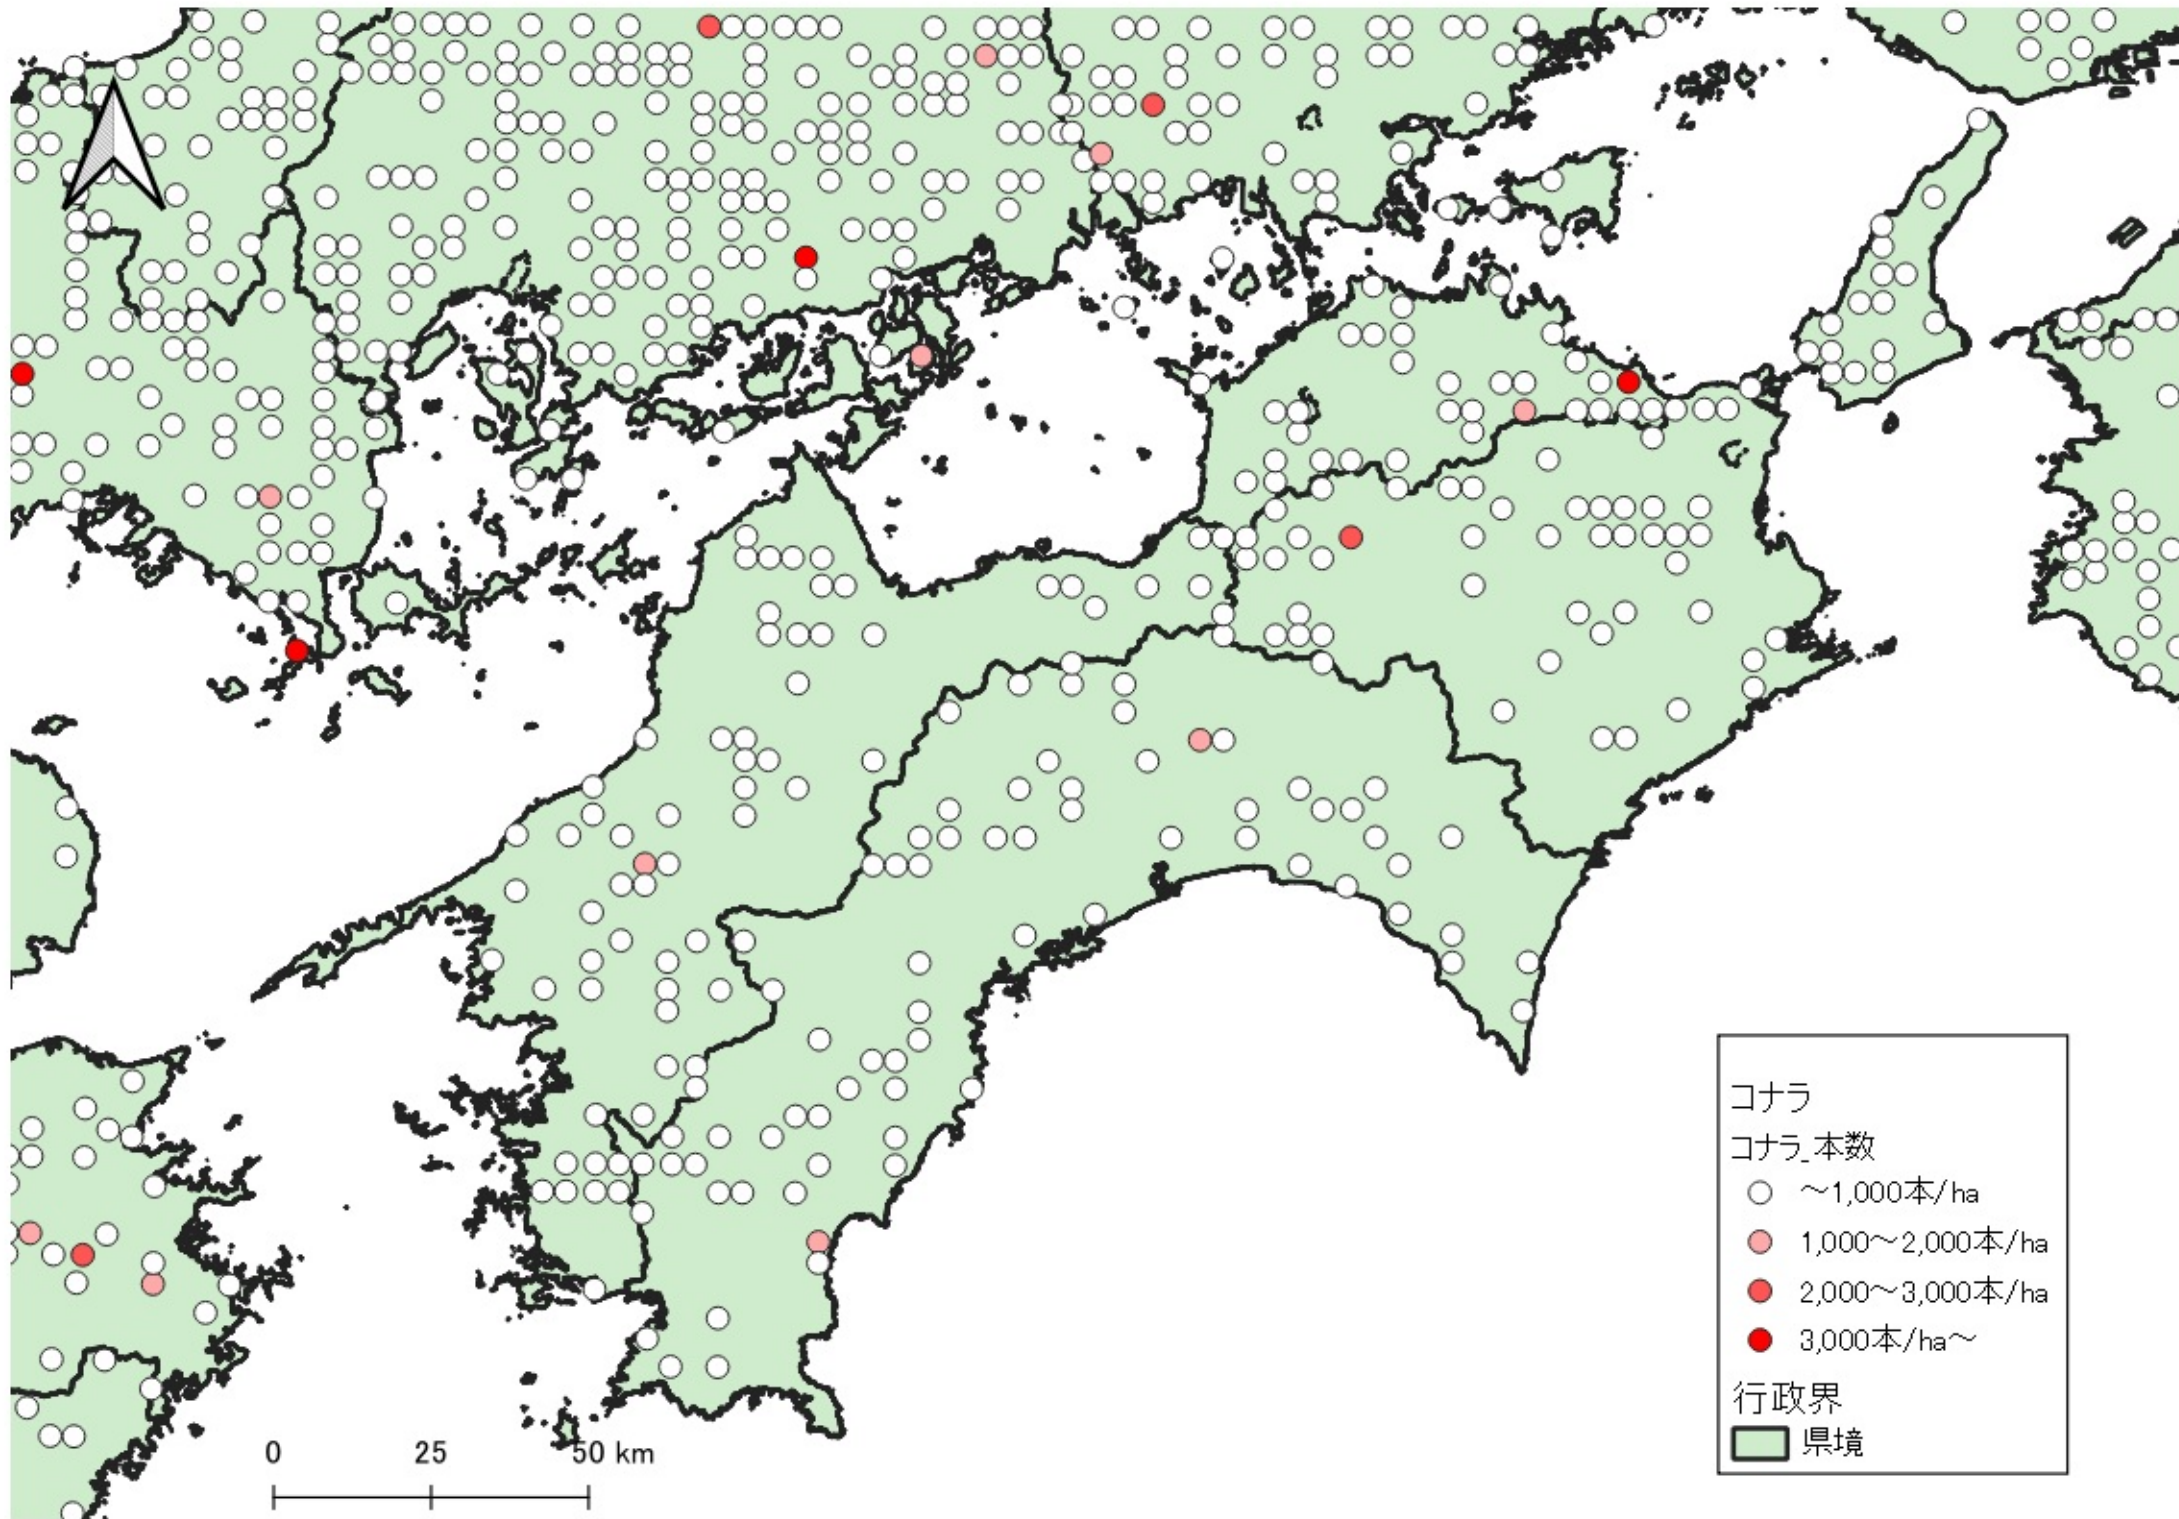 コナラ
コナラ_本数
～1,000本/ha
1,000～2,000本/ha
2,000～3,000本/ha
3,000本/ha～
行政界
県境
0 25 50 km